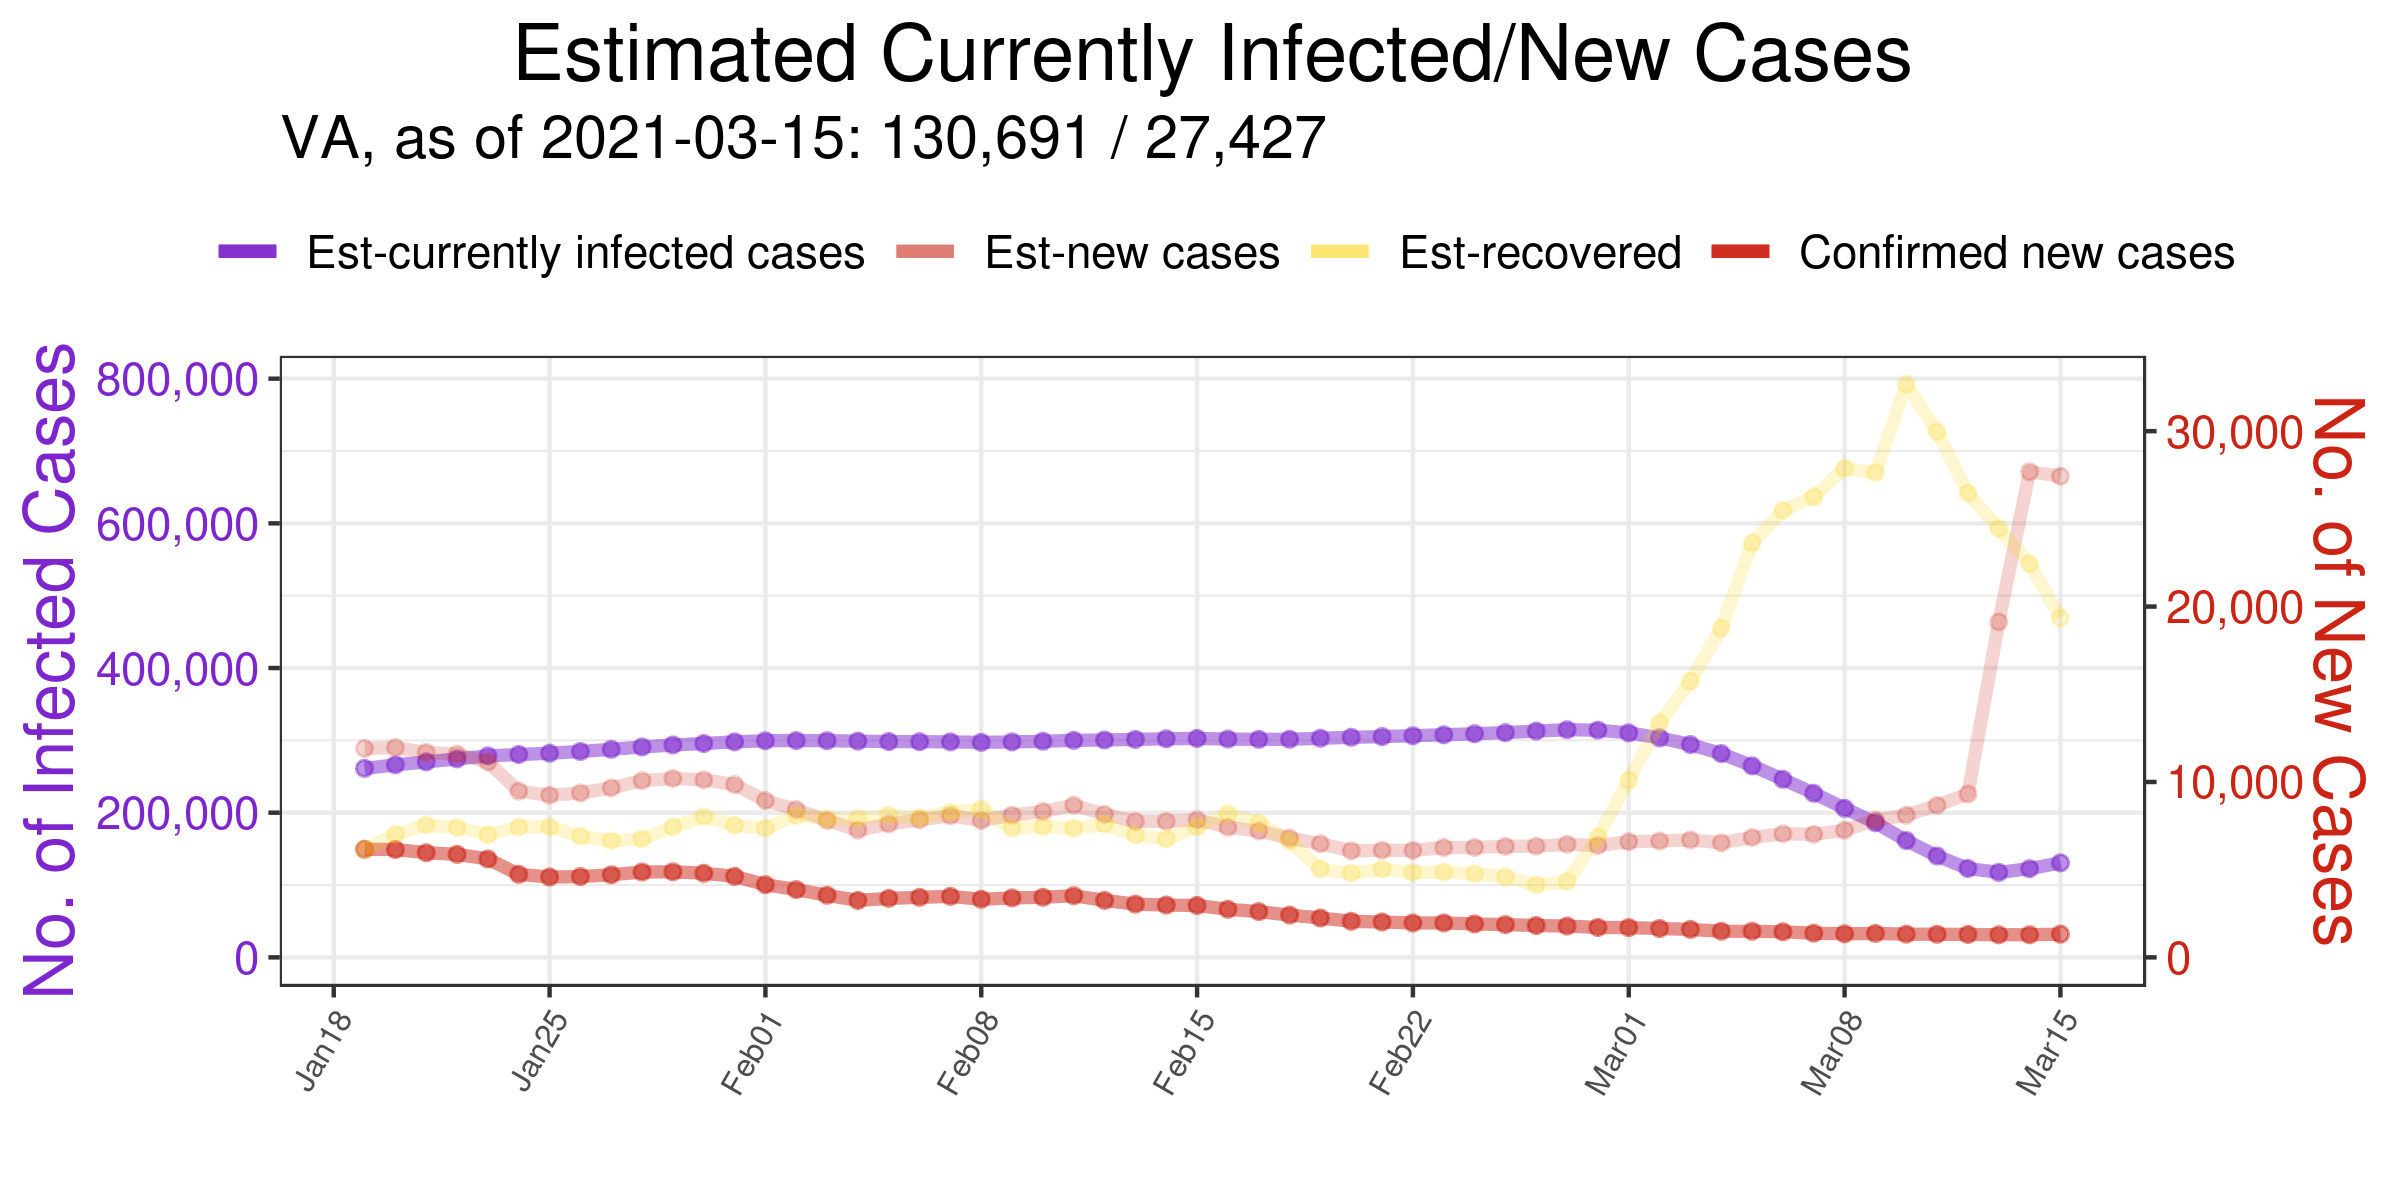 Estimated Currently Infected/New Cases
VA, as of 2021-03-15: 130,691 / 27,427
Est-currently infected cases Est-new cases Est-recovered Confirmed new cases
No. of Infected Cases
800,000
600,000
400,000
200,000
0
30,000
20,000
10,000
0
No. of New Cases
Jan18 Jan25 Feb01 Feb08 Feb15 Feb22 Mar01 Mar08 Mar15